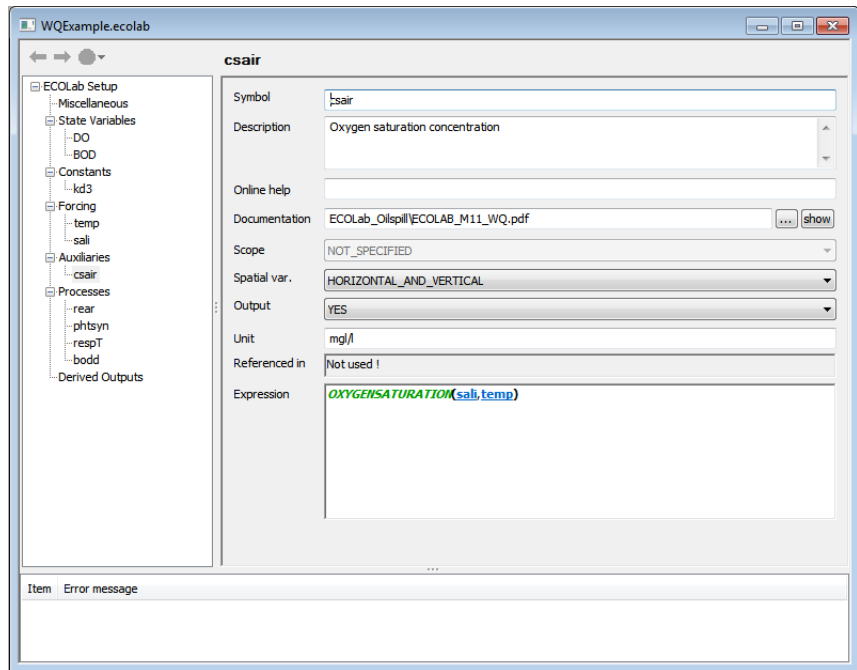 WQExample.ecolab
csair
ECOLab Setup
Miscellaneous
State Variables
DO
BOD
Constants
kd3
Forcing
temp
sali
Auxiliaries
csair
Processes
rear
phtsyn
respT
bodd
Derived Outputs
Symbol csair
Description Oxygen saturation concentration
Online help
Documentation ECOLab_Oilspill\ECOLAB_M11_WQ.pdf ... show
Scope NOT_SPECIFIED
Spatial var. HORIZONTAL_AND_VERTICAL
Output YES
Unit mgl/l
Referenced in Not used !
Expression OXYGENSATURATION(sali,temp)
Item Error message